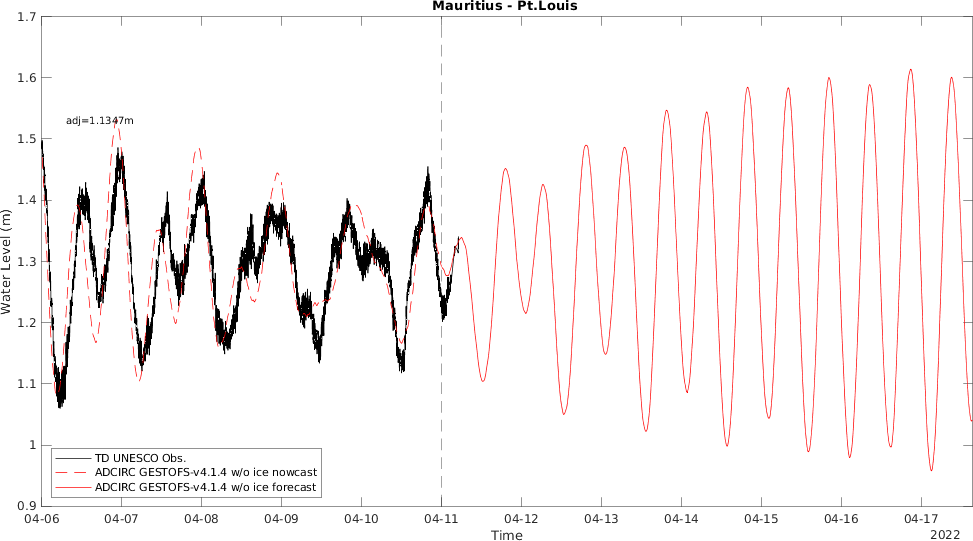 Mauritius - Pt.Louis
1.7
1.6
1.5
1.4
1.3
1.2
1.1
1
0.9
Water Level (m)
adj=1.1347m
TD UNESCO Obs.
ADCIRC GESTOFS-v4.1.4 w/o ice nowcast
ADCIRC GESTOFS-v4.1.4 w/o ice forecast
04-06 04-07 04-08 04-09 04-10 04-11 04-12 04-13 04-14 04-15 04-16 04-17
Time
2022